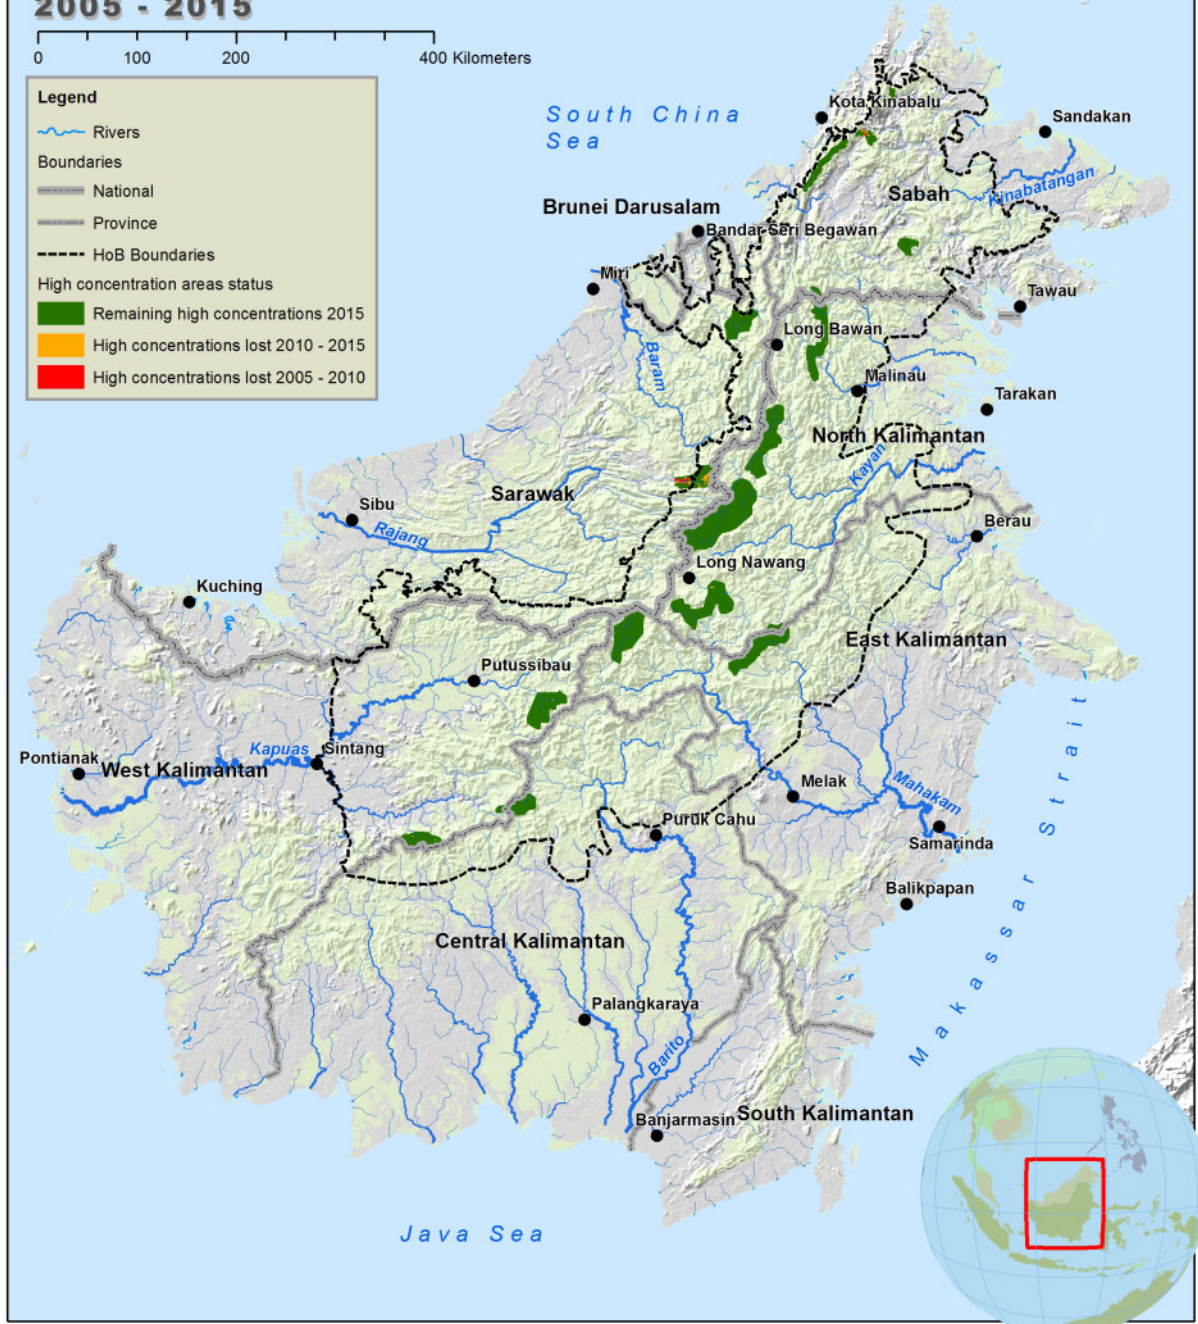 2005 - 2015
0 100 200 400 Kilometers
Legend
Rivers
Boundaries
National
Province
HoB Boundaries
High concentration areas status
Remaining high concentrations 2015
High concentrations lost 2010 - 2015
High concentrations lost 2005 - 2010
South China
Sea
Kota Kinabalu
Sandakan
Kinabatangan
Sabah
Brunei Darusalam
Bandar Seri Begawan
Miri
Tawau
Long Bawan
Baram
Malinau
Tarakan
North Kalimantan
Kayan
Sarawak
Sibu
Rajang
Berau
Long Nawang
Kuching
East Kalimantan
Putussibau
Kapuas
Sintang
Pontianak
West Kalimantan
Melak
Mahakam
Puruk Cahu
Samarinda
Balikpapan
Makassar Strait
Central Kalimantan
Palangkaraya
Barito
Banjarmasin
South Kalimantan
Java Sea